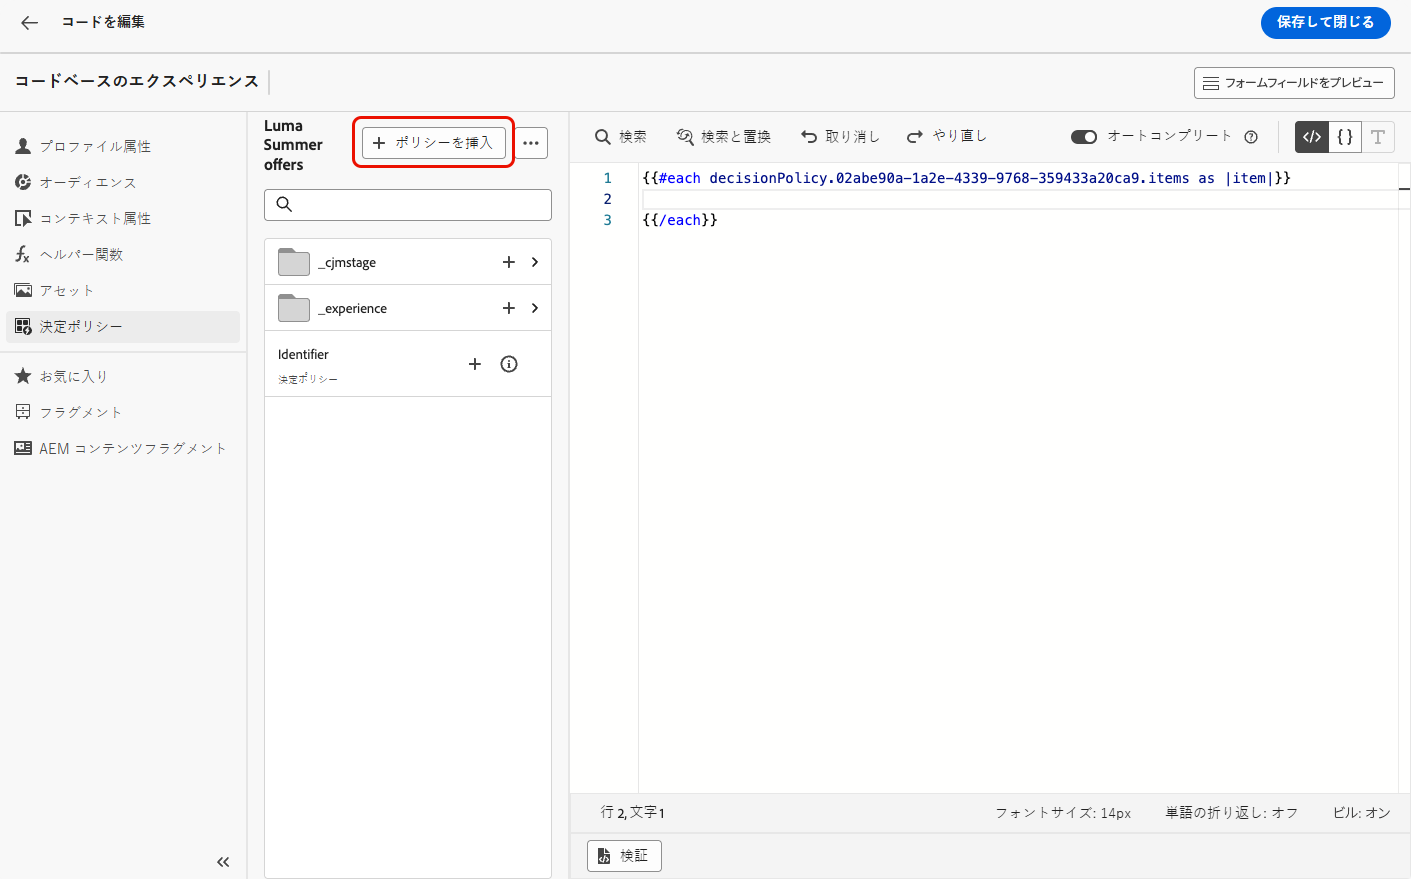 コードを編集
保存して閉じる
コードベースのエクスペリエンス
フォームフィールドをプレビュー
プロファイル属性
オーディエンス
コンテキスト属性
ヘルパー関数
アセット
決定ポリシー
お気に入り
フラグメント
AEM コンテンツフラグメント
Luma
Summer
offers
ポリシーを挿入
_cjmstage
_experience
Identifier
決定ポリシー
検索
検索と置換
取り消し
やり直し
オートコンプリート
1 {{#each decisionPolicy.02abe90a-1a2e-4339-9768-359433a20ca9.items as |item|}}
2
3 {{/each}}
行 2, 文字 1
フォントサイズ: 14px
単語の折り返し: オフ
ビル: オン
検証